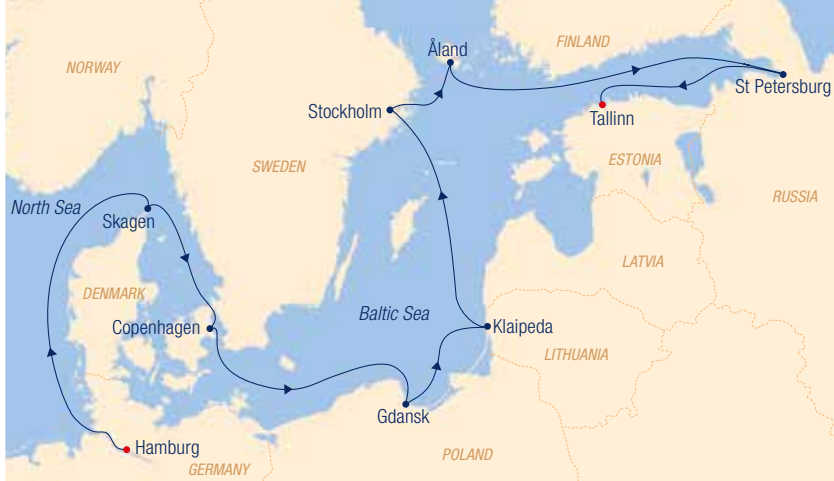 Åland
FINLAND
NORWAY
St Petersburg
Stockholm
Tallinn
ESTONIA
SWEDEN
RUSSIA
North Sea
Skagen
LATVIA
DENMARK
Baltic Sea
Copenhagen
Klaipeda
LITHUANIA
Gdansk
Hamburg
POLAND
GERMANY